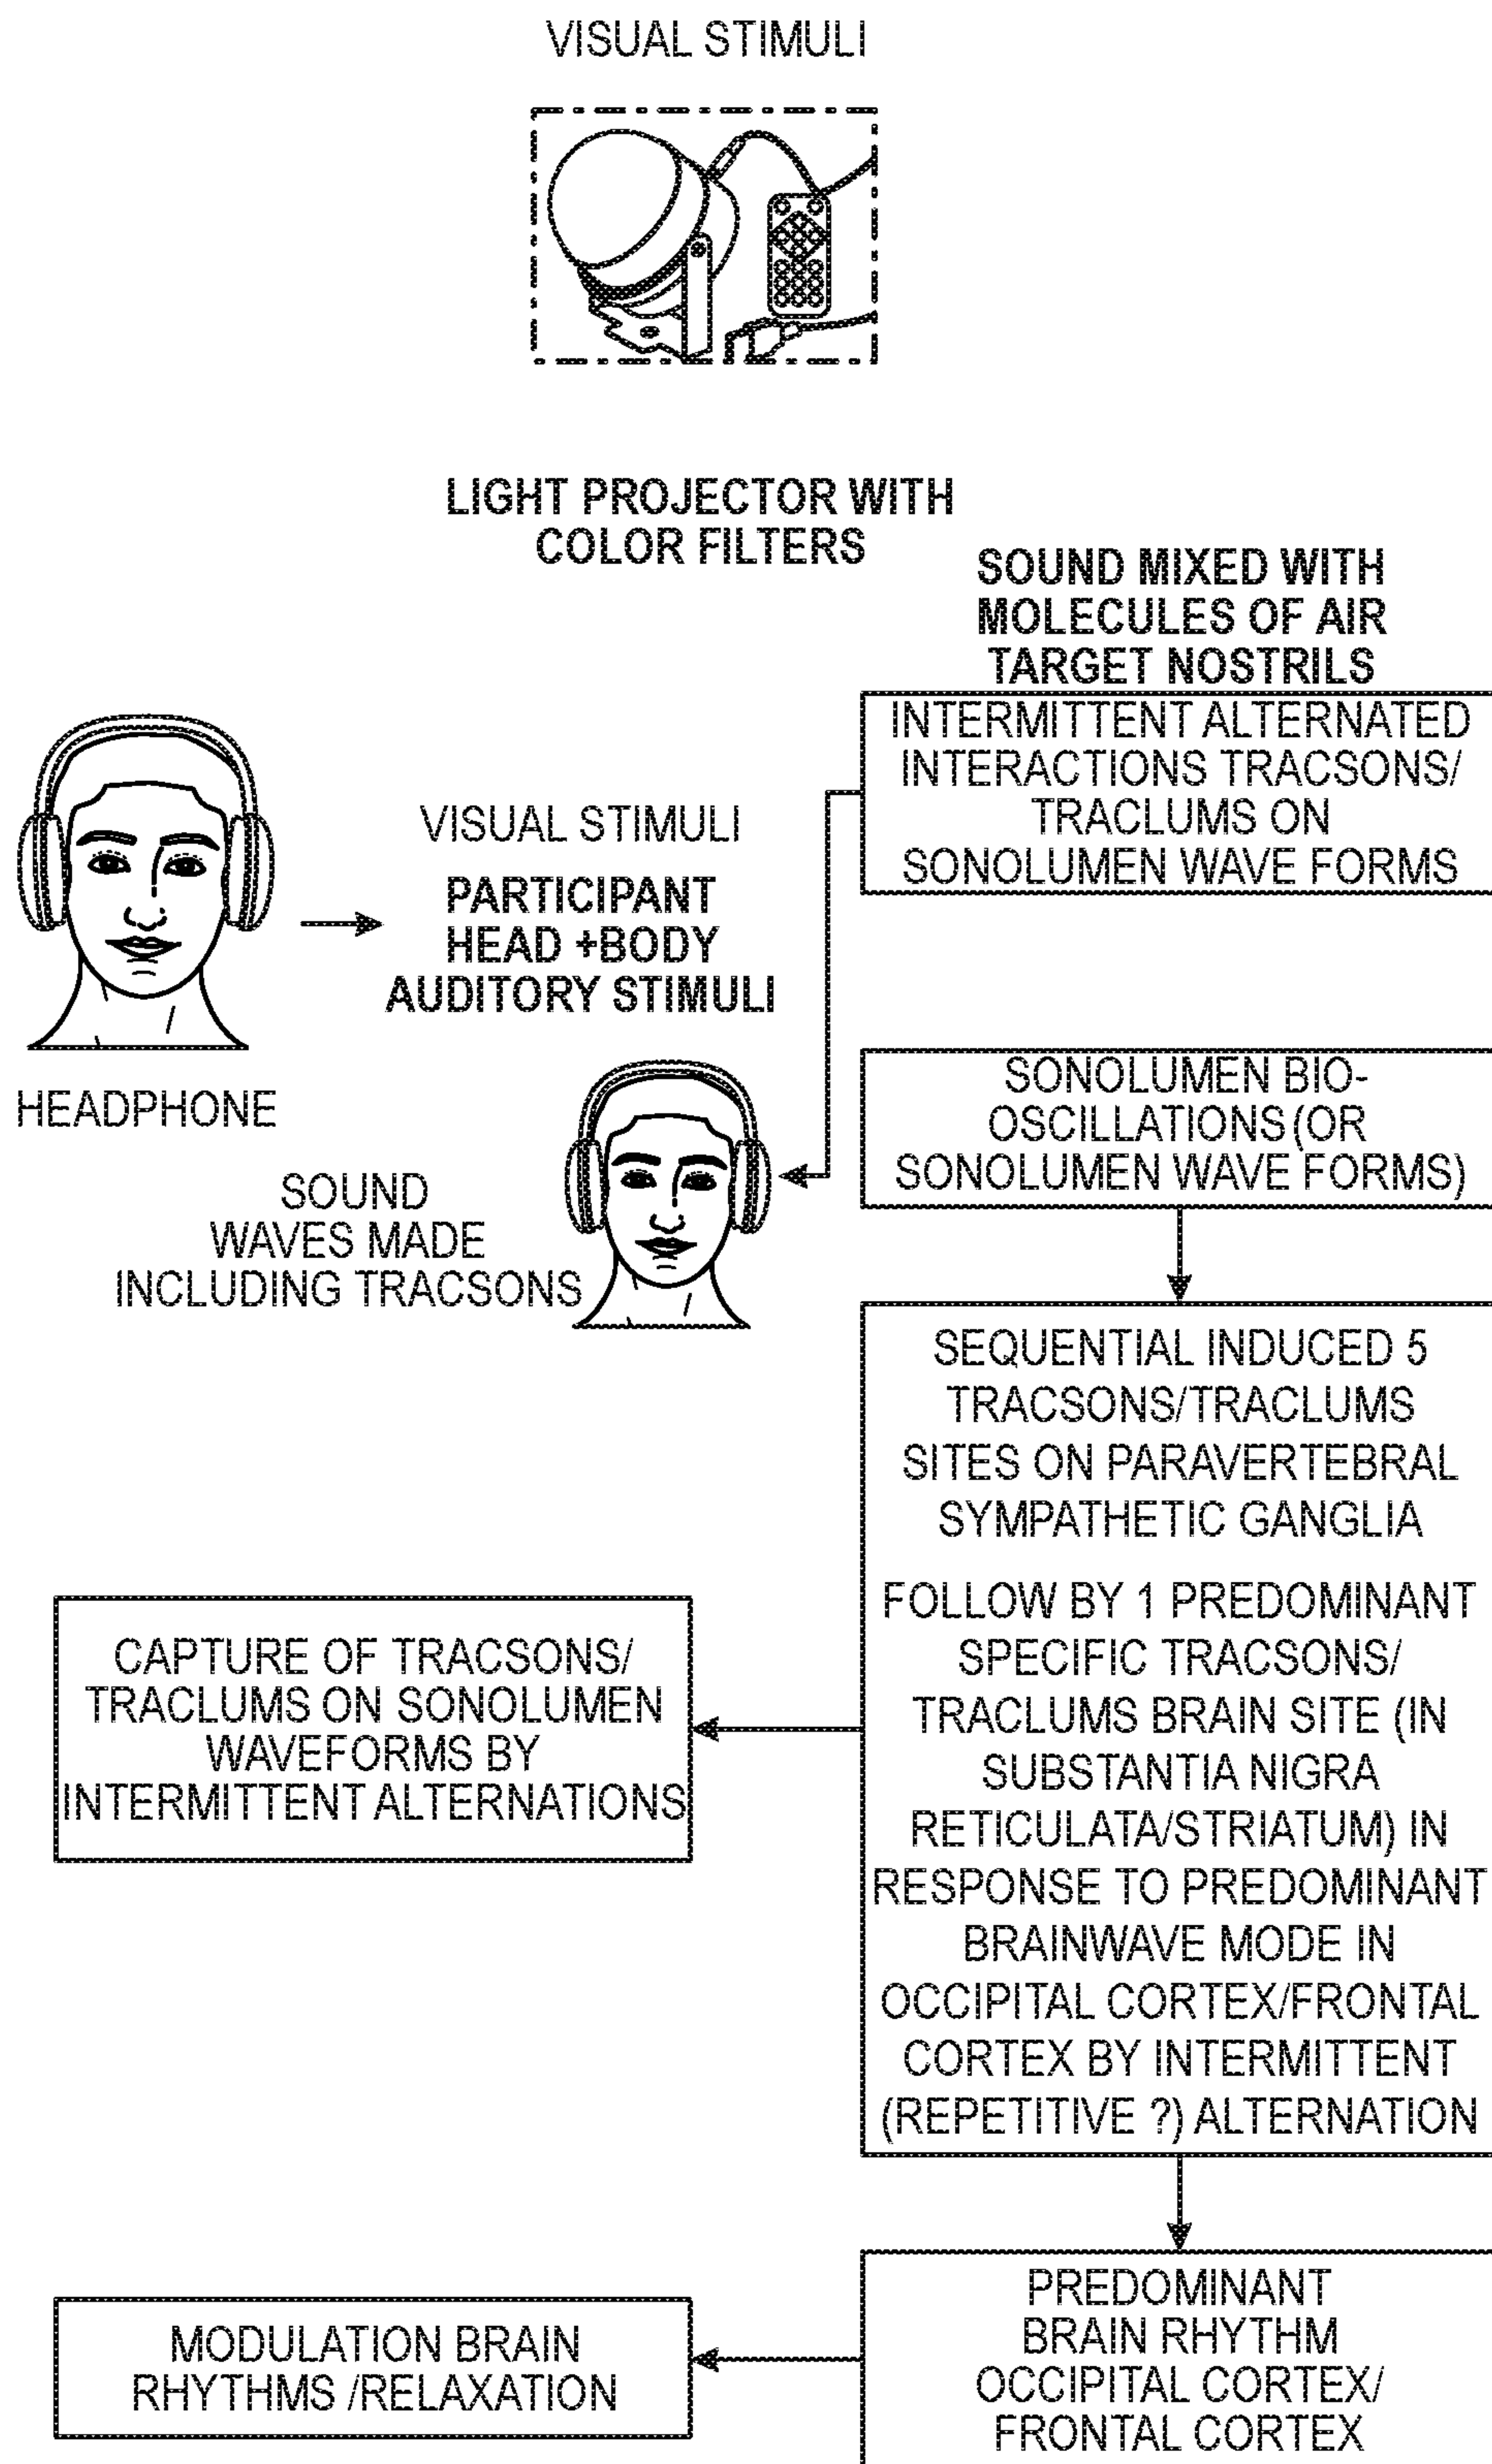 VISUAL STIMULI
LIGHT PROJECTOR WITH
COLOR FILTERS
SOUND MIXED WITH
MOLECULES OF AIR
TARGET NOSTRILS
INTERMITTENT ALTERNATED
INTERACTIONS TRACSONS/
TRACLUMS ON
SONOLUMEN WAVE FORMS
VISUAL STIMULI
PARTICIPANT
HEAD +BODY
AUDITORY STIMULI
HEADPHONE
SOUND
WAVES MADE
INCLUDING TRACSONS
SONOLUMEN BIO-
OSCILLATIONS (OR
SONOLUMEN WAVE FORMS)
SEQUENTIAL INDUCED 5
TRACSONS/TRACLUMS
SITES ON PARAVERTEBRAL
SYMPATHETIC GANGLIA
FOLLOW BY 1 PREDOMINANT
SPECIFIC TRACSONS/
TRACLUMS BRAIN SITE (IN
SUBSTANTIA NIGRA
RETICULATA/STRIATUM) IN
RESPONSE TO PREDOMINANT
BRAINWAVE MODE IN
OCCIPITAL CORTEX/FRONTAL
CORTEX BY INTERMITTENT
(REPETITIVE ?) ALTERNATION
CAPTURE OF TRACSONS/
TRACLUMS ON SONOLUMEN
WAVEFORMS BY
INTERMITTENT ALTERNATIONS
PREDOMINANT
BRAIN RHYTHM
OCCIPITAL CORTEX/
FRONTAL CORTEX
MODULATION BRAIN
RHYTHMS /RELAXATION